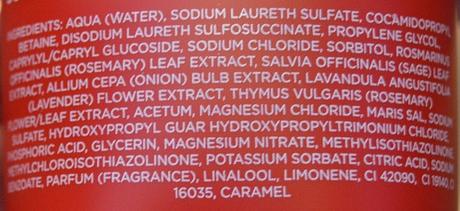 INGREDIENTS: AQUA (WATER), SODIUM LAURETH SULFATE, COCAMIDOPROPYL
BETAINE, DISODIUM LAURETH SULFOSUCCINATE, PROPYLENE GLYCOL,
CAPRYLYL/CAPRYL GLUCOSIDE, SODIUM CHLORIDE, SORBITOL, ROSMARINUS
OFFICINALIS (ROSEMARY) LEAF EXTRACT, SALVIA OFFICINALIS (SAGE) LEAF
EXTRACT, ALLIUM CEPA (ONION) BULB EXTRACT, LAVANDULA ANGUSTIFOLIA
(LAVENDER) FLOWER EXTRACT, THYMUS VULGARIS (ROSEMARY)
FLOWER/LEAF EXTRACT, ACETUM, MAGNESIUM CHLORIDE, MARIS SAL, SODIUM
SULFATE, HYDROXYPROPYL GUAR HYDROXYPROPYLTRIMONIUM CHLORIDE
PHOSPHORIC ACID, GLYCERIN, MAGNESIUM NITRATE, METHYLISOTHIAZOLINONE,
METHYLCHLOROISOTHIAZOLINONE, POTASSIUM SORBATE, CITRIC ACID, SODIUM
BENZOATE, PARFUM (FRAGRANCE), LINALOOL, LIMONENE, CI 42090, CI 19140, CI
16035, CARAMEL